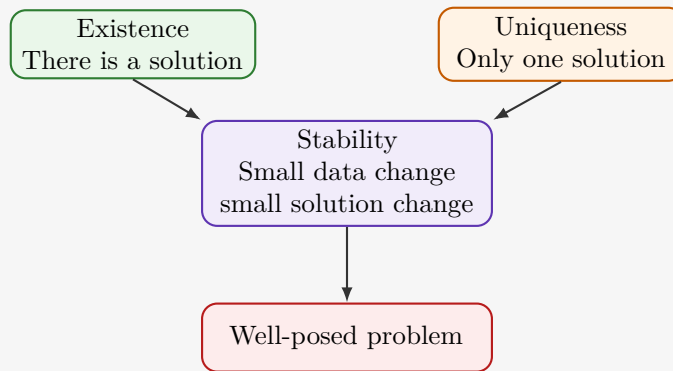 Existence
There is a solution
Uniqueness
Only one solution
Stability
Small data change
small solution change
Well-posed problem